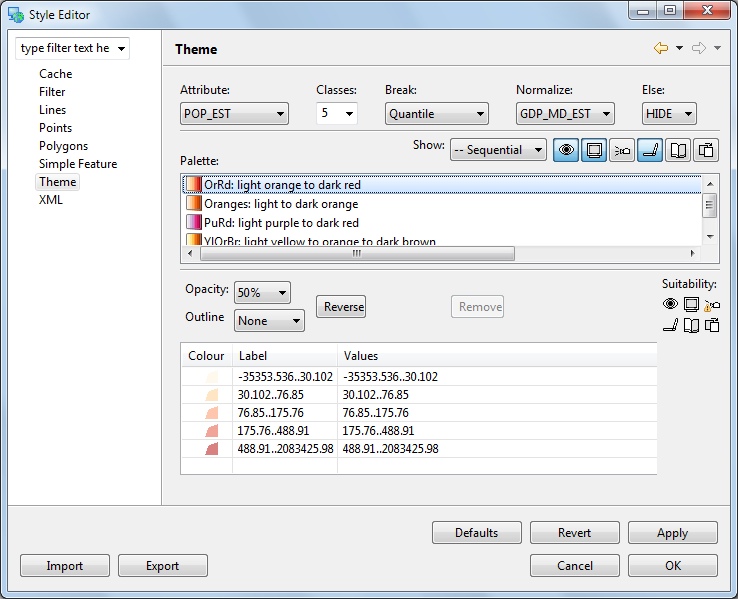 Style Editor
type filter text he
Cache
Filter
Lines
Points
Polygons
Simple Feature
Theme
XML
Theme
Attribute: Classes: Break: Normalize: Else:
POP_EST 5 Quantile GDP_MD_EST HIDE
Show: -- Sequential
Palette:
OrRd: light orange to dark red
Oranges: light to dark orange
PuRd: light purple to dark red
YlOrBr: light yellow to orange to dark brown
Opacity: 50% Reverse Remove Suitability:
Outline None
Colour Label Values
-35353.536..30.102 -35353.536..30.102
30.102..76.85 30.102..76.85
76.85..175.76 76.85..175.76
175.76..488.91 175.76..488.91
488.91..2083425.98 488.91..2083425.98
Defaults Revert Apply
Import Export Cancel OK